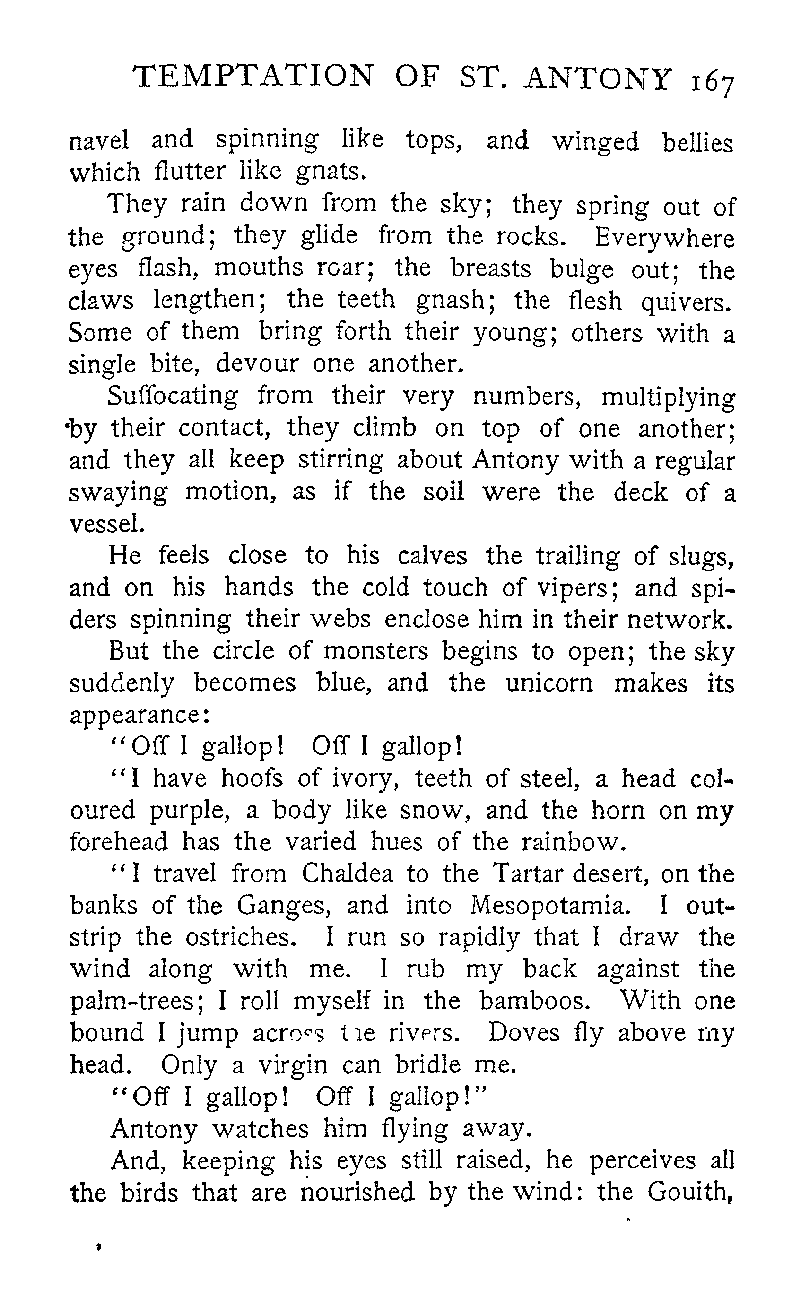 TEMPTATION OF ST. ANTONY 167
navel and spinning like tops, and winged bellies
which flutter like gnats.
They rain down from the sky; they spring out of
the ground; they glide from the rocks. Everywhere
eyes flash, mouths roar; the breasts bulge out; the
claws lengthen; the teeth gnash; the flesh quivers.
Some of them bring forth their young; others with a
single bite, devour one another.
Suffocating from their very numbers, multiplying
by their contact, they climb on top of one another;
and they all keep stirring about Antony with a regular
swaying motion, as if the soil were the deck of a
vessel.
He feels close to his calves the trailing of slugs,
and on his hands the cold touch of vipers; and spi-
ders spinning their webs enclose him in their network.
But the circle of monsters begins to open; the sky
suddenly becomes blue, and the unicorn makes its
appearance:
"Off I gallop! Off I gallop!
"I have hoofs of ivory, teeth of steel, a head col-
oured purple, a body like snow, and the horn on my
forehead has the varied hues of the rainbow.
"I travel from Chaldea to the Tartar desert, on the
banks of the Ganges, and into Mesopotamia. I out-
strip the ostriches. I run so rapidly that I draw the
wind along with me. I rub my back against the
palm-trees; I roll myself in the bamboos. With one
bound I jump across the rivers. Doves fly above my
head. Only a virgin can bridle me.
"Off I gallop! Off I gallop!"
Antony watches him flying away.
And, keeping his eyes still raised, he perceives all
the birds that are nourished by the wind: the Gouith,